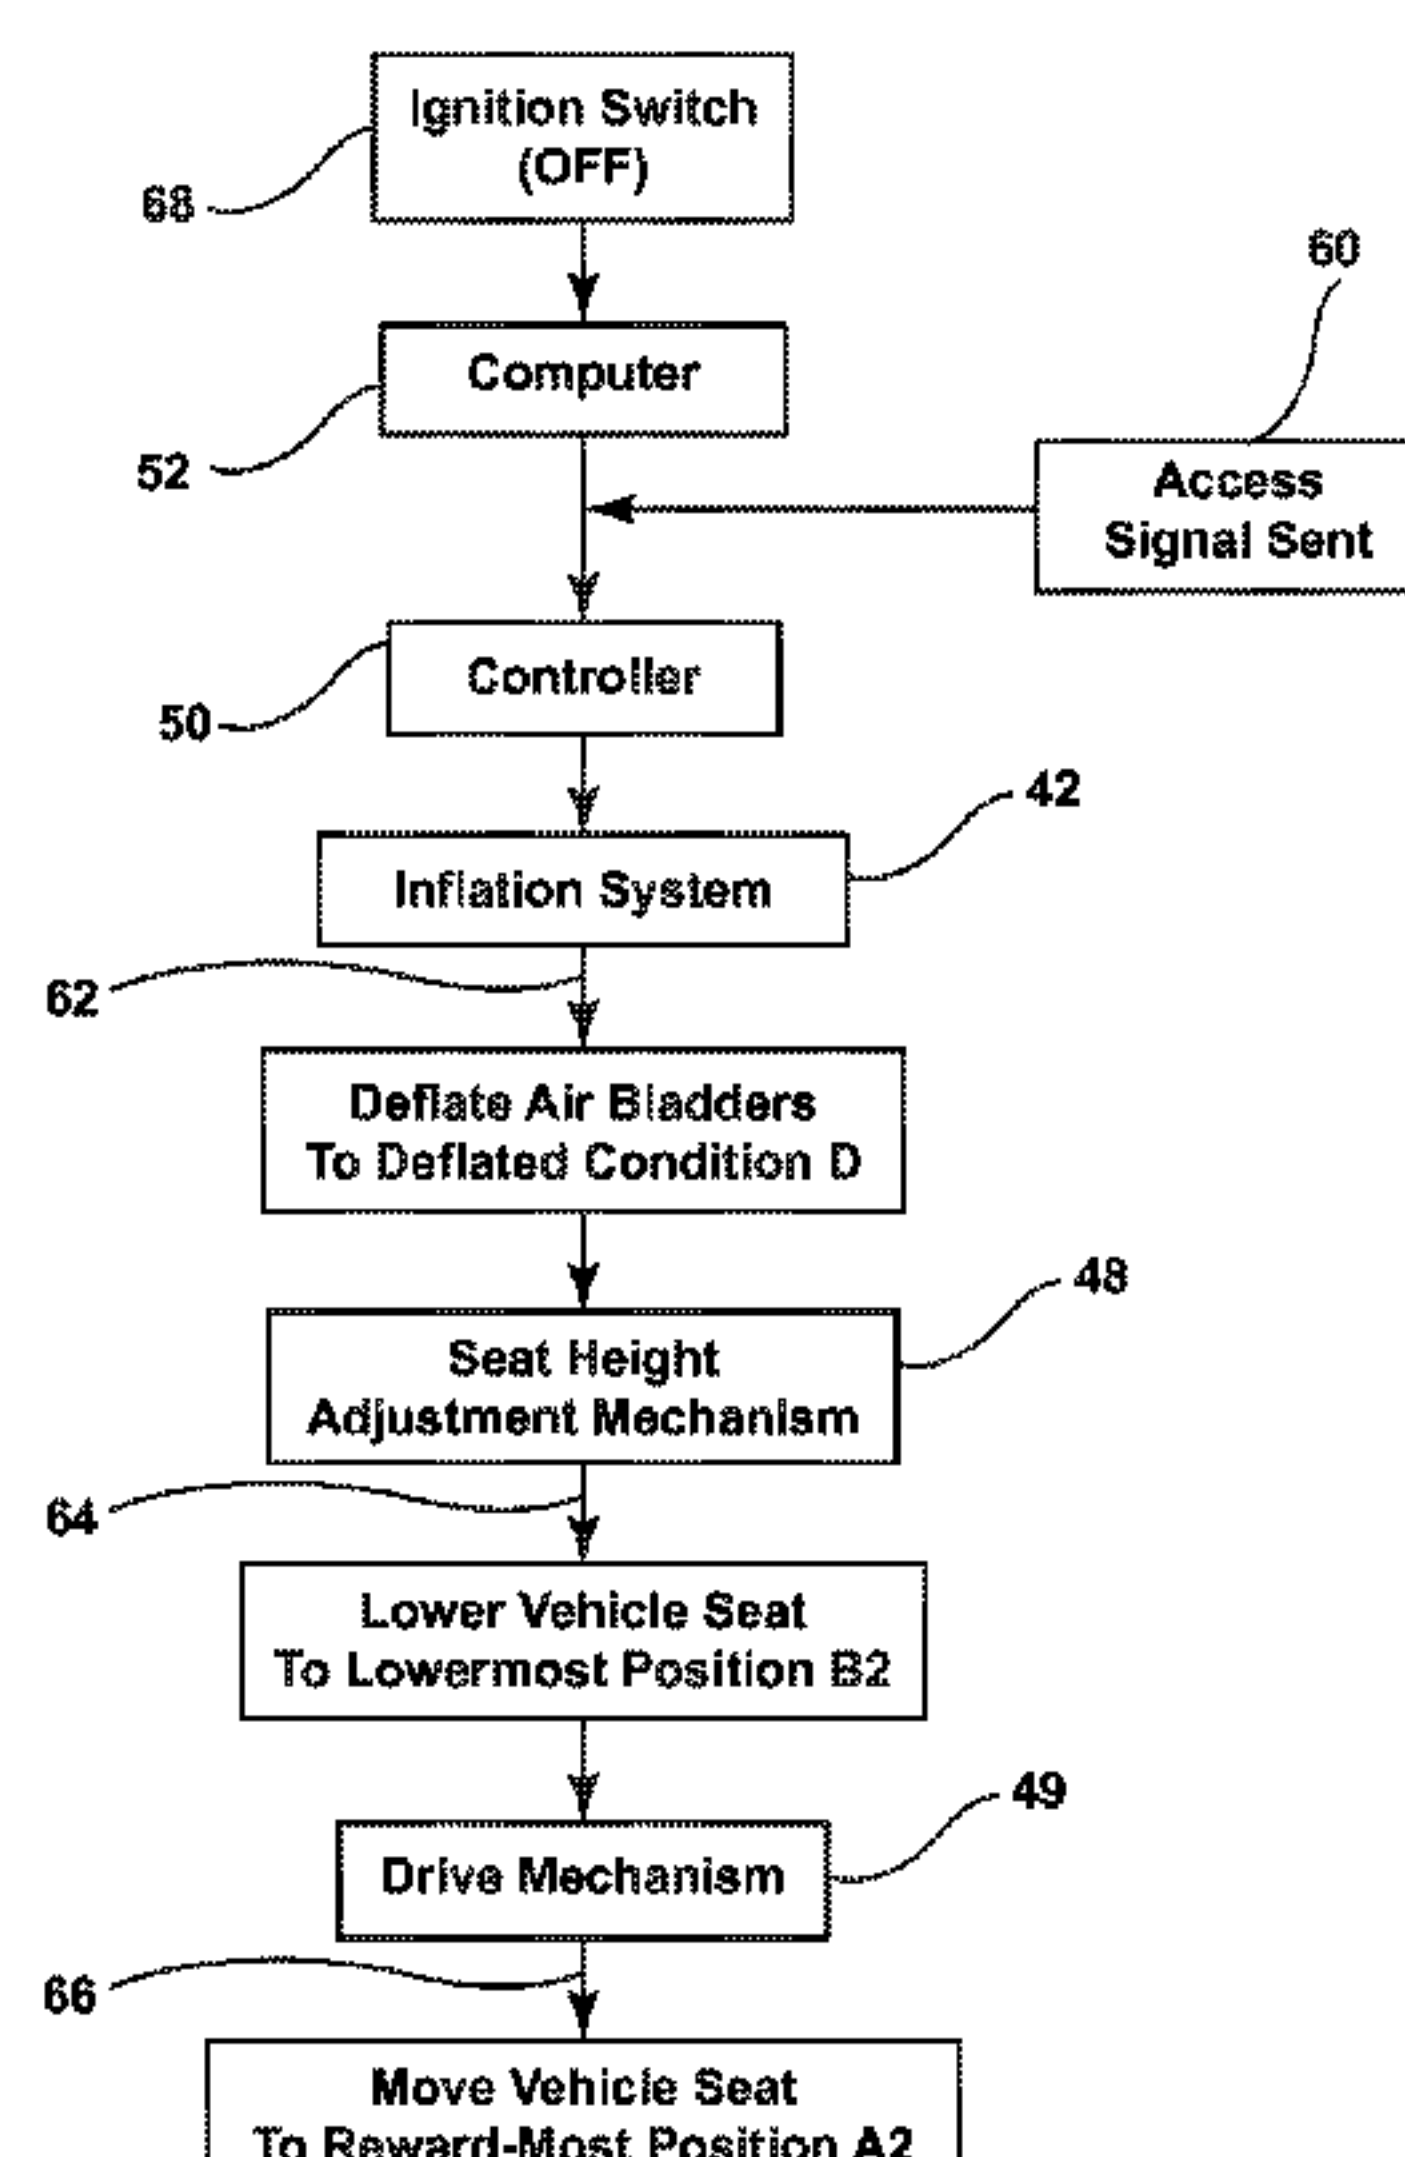 Ignition Switch
(OFF)
68
60
Computer
52
Access
Signal Sent
Controller
50
42
Inflation System
62
Deflate Air Bladders
To Deflated Condition D
48
Seat Height
Adjustment Mechanism
64
Lower Vehicle Seat
To Lowermost Position B2
49
Drive Mechanism
66
Move Vehicle Seat
To Reward-Most Position A2